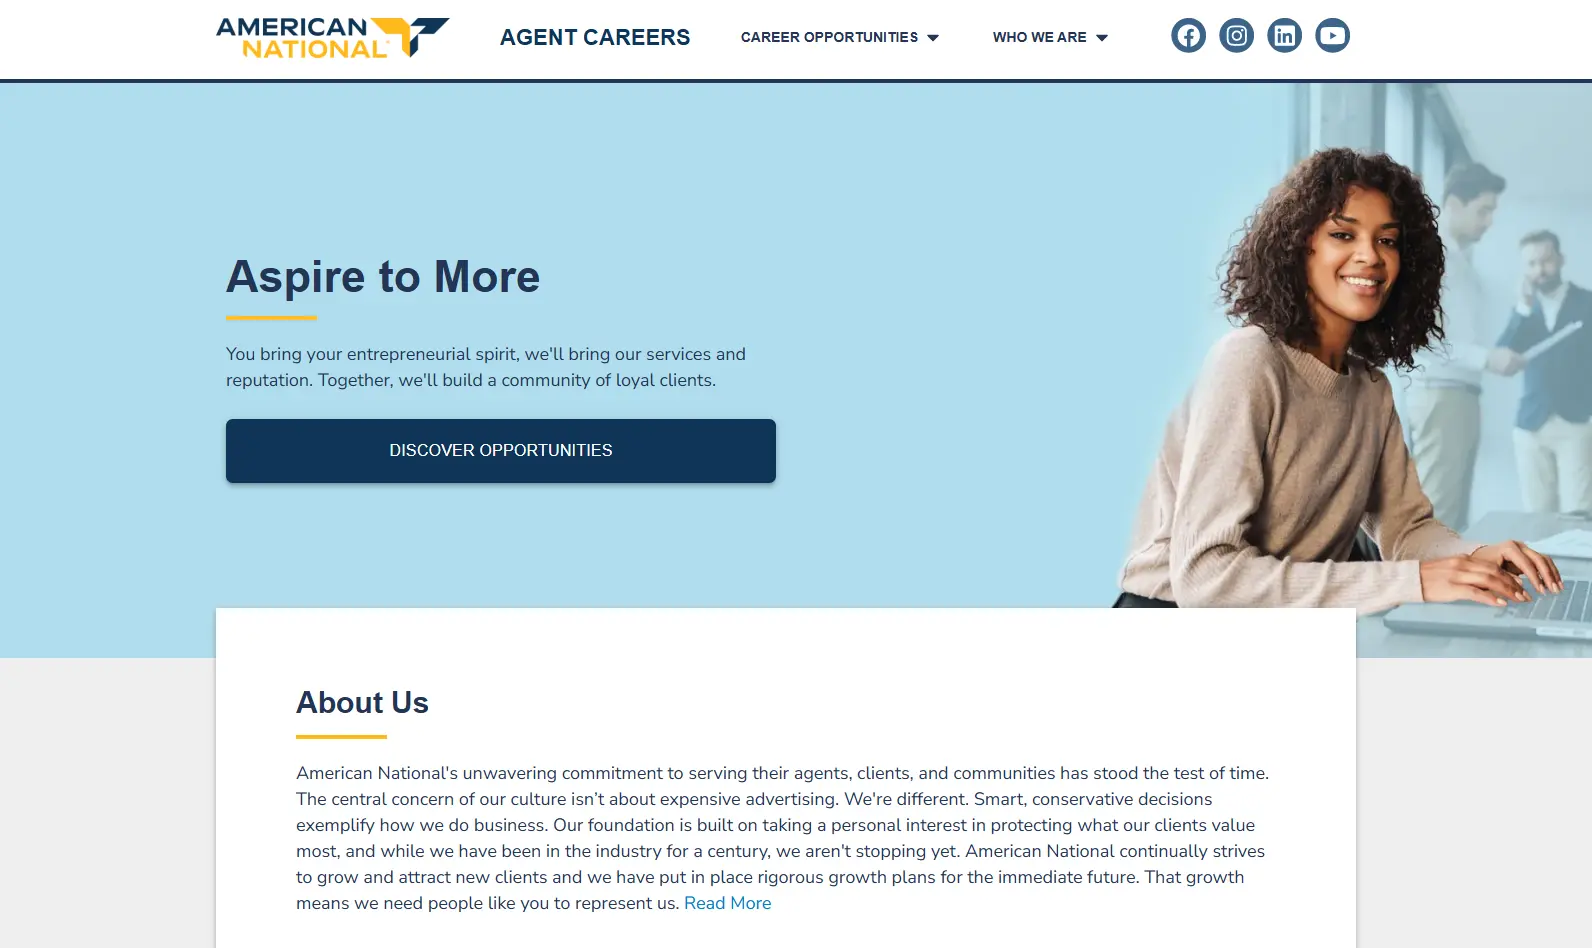 AMERICAN
NATIONAL
AGENT CAREERS
CAREER OPPORTUNITIES
WHO WE ARE
Aspire to More
You bring your entrepreneurial spirit, we'll bring our services and
reputation. Together, we'll build a community of loyal clients.
DISCOVER OPPORTUNITIES
About Us
American National's unwavering commitment to serving their agents, clients, and communities has stood the test of time.
The central concern of our culture isn’t about expensive advertising. We're different. Smart, conservative decisions
exemplify how we do business. Our foundation is built on taking a personal interest in protecting what our clients value
most, and while we have been in the industry for a century, we aren't stopping yet. American National continually strives
to grow and attract new clients and we have put in place rigorous growth plans for the immediate future. That growth
means we need people like you to represent us. Read More